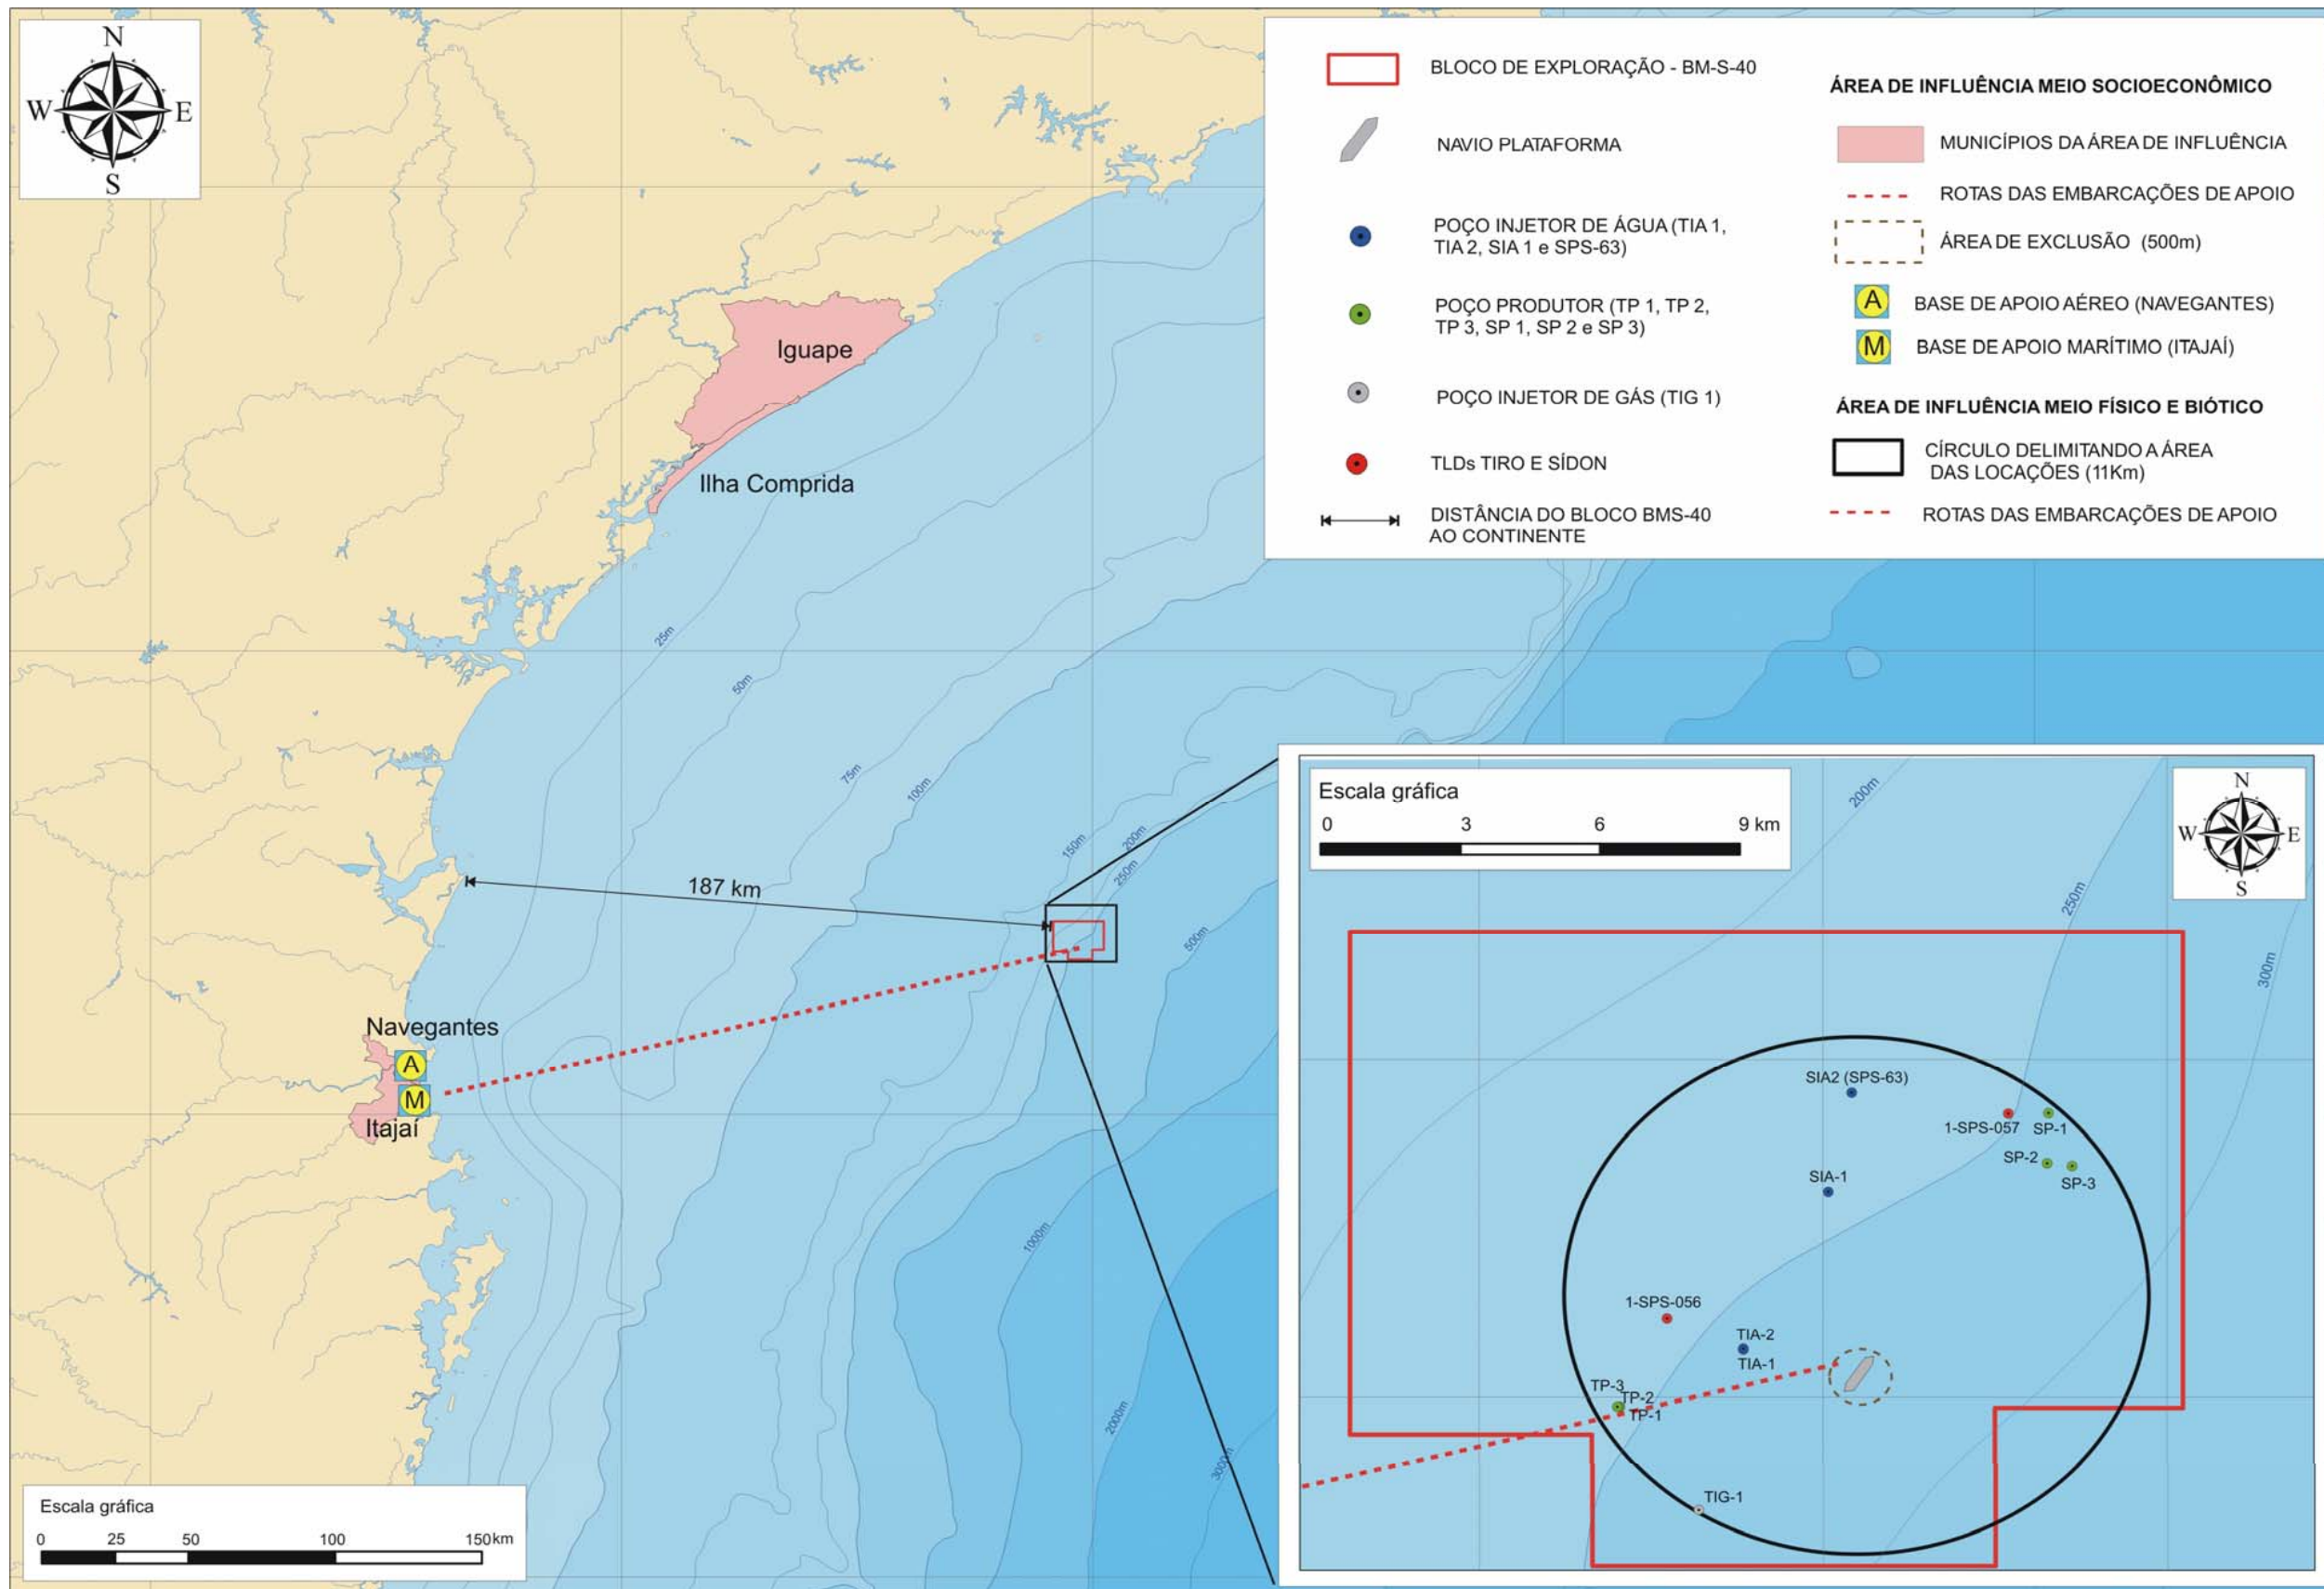 N
W
E
S
BLOCO DE EXPLORAÇÃO - BM-S-40
NAVIO PLATAFORMA
POÇO INJETOR DE ÁGUA (TIA 1,
TIA 2, SIA 1 e SPS-63)
POÇO PRODUTOR (TP 1, TP 2,
TP 3, SP 1, SP 2 e SP 3)
POÇO INJETOR DE GÁS (TIG 1)
TLDs TIRO E SÍDON
DISTÂNCIA DO BLOCO BMS-40
AO CONTINENTE
ÁREA DE INFLUÊNCIA MEIO SOCIOECONÔMICO
MUNICÍPIOS DA ÁREA DE INFLUÊNCIA
ROTAS DAS EMBARCAÇÕES DE APOIO
ÁREA DE EXCLUSÃO (500m)
A
BASE DE APOIO AÉREO (NAVEGANTES)
M
BASE DE APOIO MARÍTIMO (ITAJAÍ)
ÁREA DE INFLUÊNCIA MEIO FÍSICO E BIÓTICO
CÍRCULO DELIMITANDO A ÁREA
DAS LOCAÇÕES (11Km)
ROTAS DAS EMBARCAÇÕES DE APOIO
Iguape
Ilha Comprida
25m
50m
75m
100m
150m
200m
250m
500m
1000m
2000m
3000m
187 km
Navegantes
A
M
Itajaí
Escala gráfica
0 25 50 100 150km
Escala gráfica
0 3 6 9 km
N
W
E
S
200m
250m
300m
SIA2 (SPS-63)
1-SPS-057
SP-1
SP-2
SP-3
SIA-1
1-SPS-056
TIA-2
TIA-1
TP-3
TP-2
TP-1
TIG-1